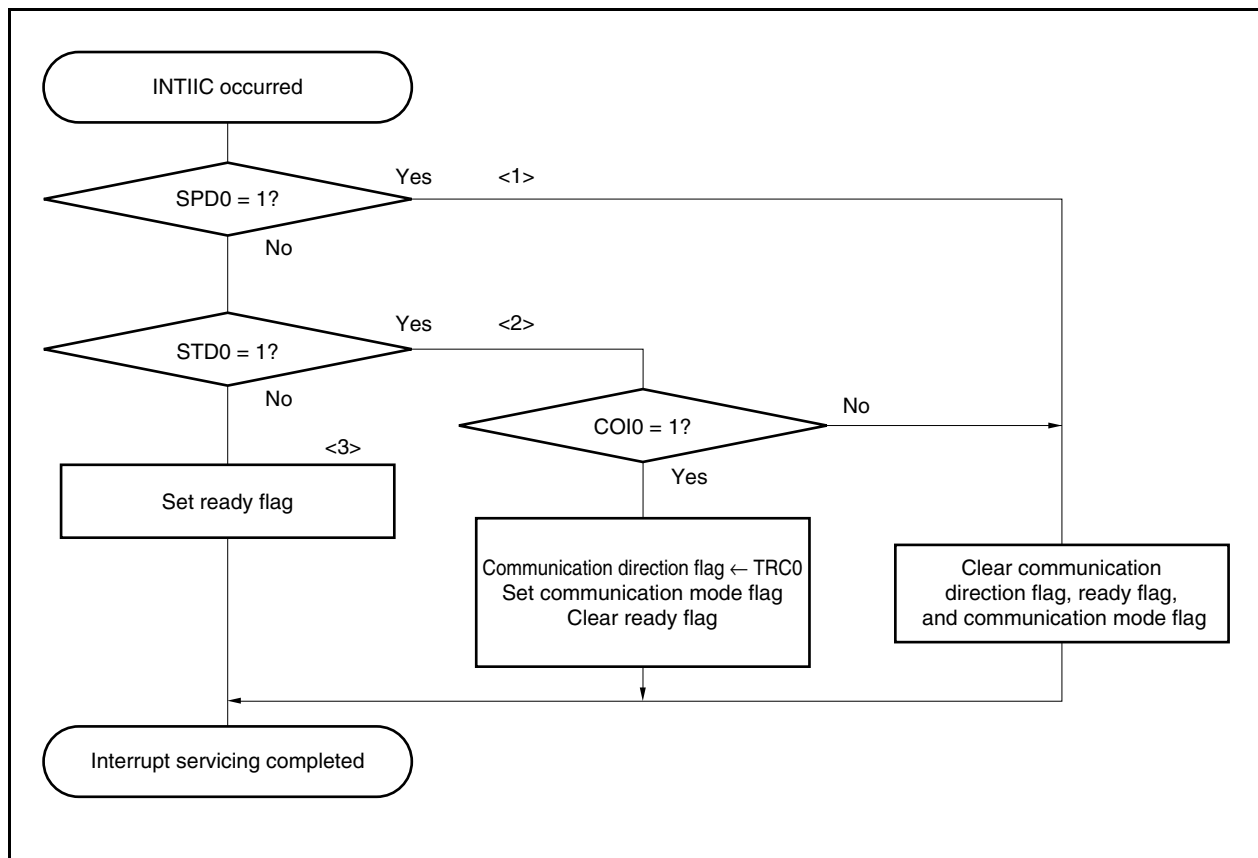 INTIIC occurred
Yes
<1>
SPD0 = 1?
No
Yes
<2>
STD0 = 1?
No
No
COI0 = 1?
<3>
Yes
Set ready flag
Communication direction flag ← TRC0
Set communication mode flag
Clear ready flag
Clear communication
direction flag, ready flag,
and communication mode flag
Interrupt servicing completed